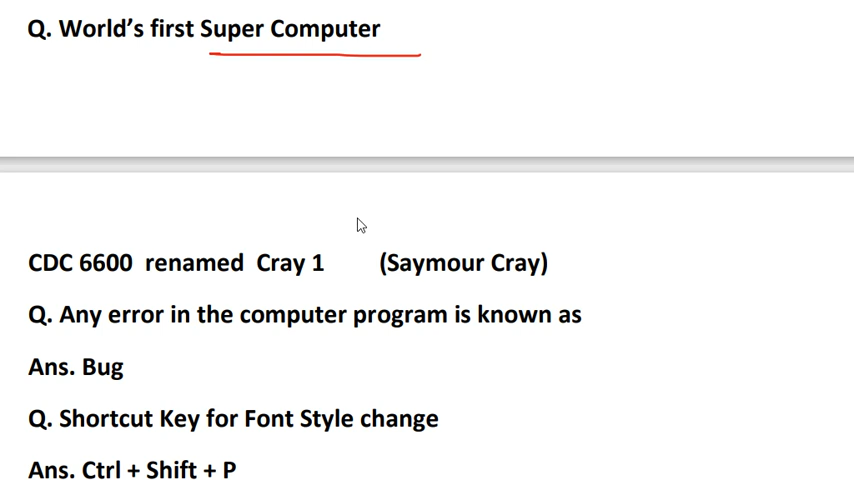 Q. World’s first Super Computer
CDC 6600 renamed Cray 1 (Saymour Cray)
Q. Any error in the computer program is known as
Ans. Bug
Q. Shortcut Key for Font Style change
Ans. Ctrl + Shift + P